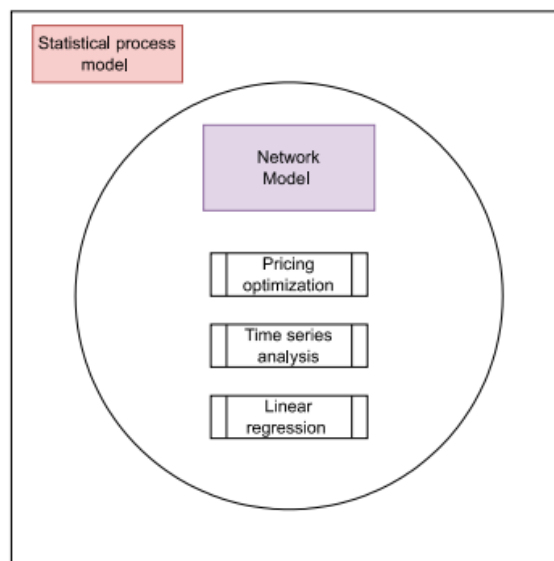 Statistical process
model
Network
Model
Pricing
optimization
Time series
analysis
Linear
regression